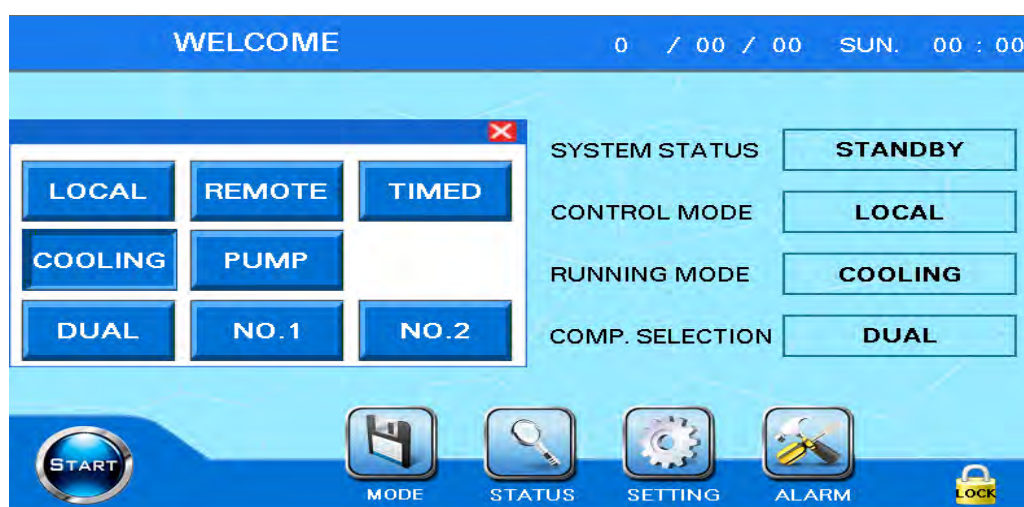 WELCOME 0 / 00 / 00 SUN. 00 : 00
LOCAL REMOTE TIMED
COOLING PUMP
DUAL NO.1 NO.2
SYSTEM STATUS STANDBY
CONTROL MODE LOCAL
RUNNING MODE COOLING
COMP. SELECTION DUAL
START
MODE STATUS SETTING ALARM
LOCK